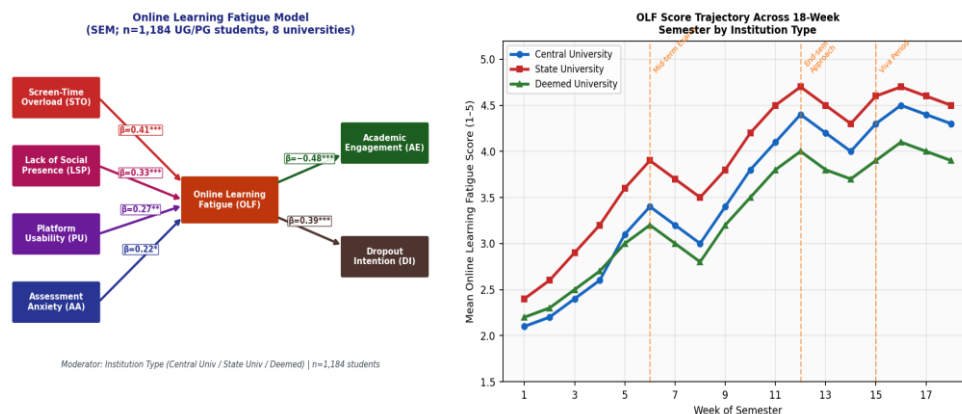 Online Learning Fatigue Model
(SEM; n=1,184 UG/PG students, 8 universities)
Screen-Time
Overload (STO)
β=0.41***
Lack of Social
Presence (LSP)
β=0.33***
Platform
Usability (PU)
β=0.27**
Assessment
Anxiety (AA)
β=0.22*
Online Learning
Fatigue (OLF)
β=−0.48***
Academic
Engagement (AE)
β=0.39***
Dropout
Intention (DI)
Moderator: Institution Type (Central Univ / State Univ / Deemed) | n=1,184 students
OLF Score Trajectory Across 18-Week
Semester by Institution Type
Central University
State University
Deemed University
Mid-term Exam
End-sem
Approach
Viva Period
Mean Online Learning Fatigue Score (1–5)
5.0
4.5
4.0
3.5
3.0
2.5
2.0
1.5
1 3 5 7 9 11 13 15 17
Week of Semester